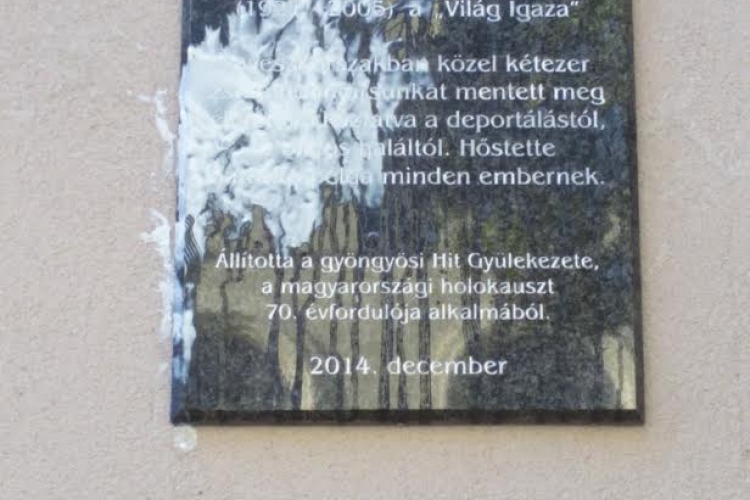 2005) a „Világ Igaza”
közel kétezer
mentett meg
a deportálástól,
haláltól. Hőstette
minden embernek.
Állította a gyöngyösi Hit Gyülekezete,
a magyarországi holokauszt
70. évfordulója alkalmából.
2014. december